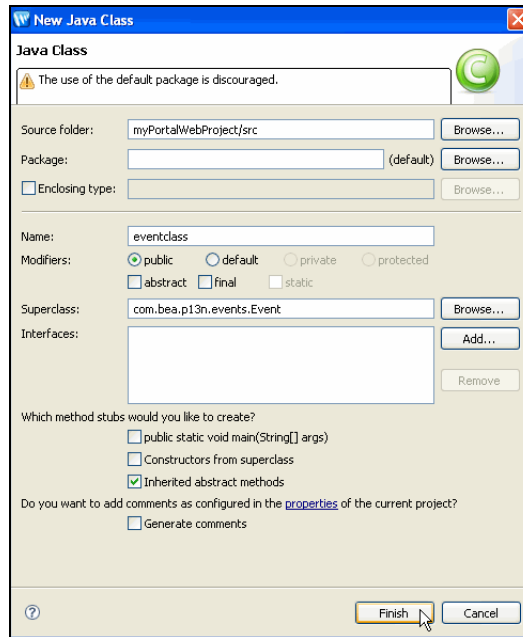 New Java Class
Java Class
The use of the default package is discouraged.
Source folder: myPortalWebProject/src Browse...
Package: (default) Browse...
Enclosing type: Browse...
Name: eventclass
Modifiers: public default private protected
abstract final static
Superclass: com.bea.p13n.events.Event Browse...
Interfaces: Add...
Remove
Which method stubs would you like to create?
public static void main(String[] args)
Constructors from superclass
Inherited abstract methods
Do you want to add comments as configured in the properties of the current project?
Generate comments
? Finish Cancel